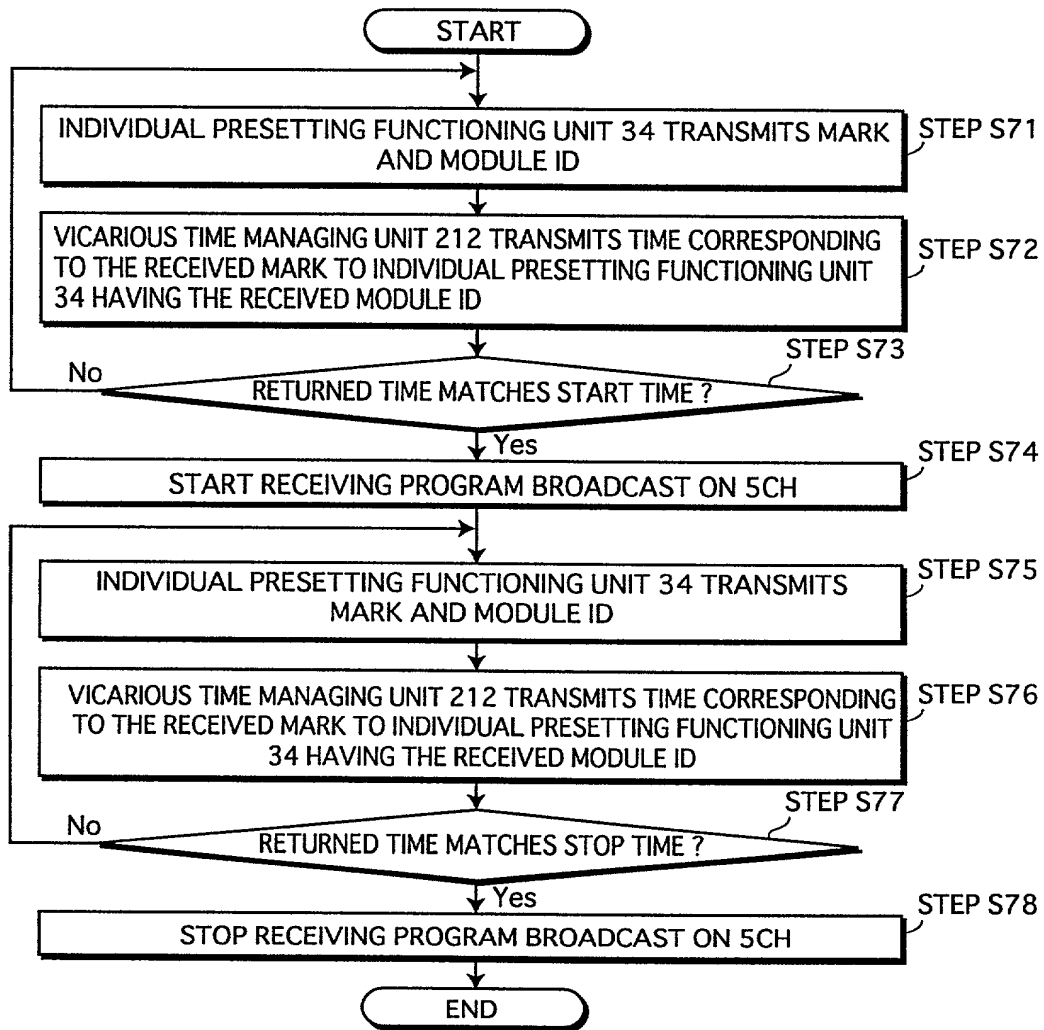 START
INDIVIDUAL PRESETTING FUNCTIONING UNIT 34 TRANSMITS MARK
AND MODULE ID
STEP S71
VICARIOUS TIME MANAGING UNIT 212 TRANSMITS TIME CORRESPONDING
TO THE RECEIVED MARK TO INDIVIDUAL PRESETTING FUNCTIONING UNIT
34 HAVING THE RECEIVED MODULE ID
STEP S72
STEP S73
No
RETURNED TIME MATCHES START TIME ?
Yes
STEP S74
START RECEIVING PROGRAM BROADCAST ON 5CH
INDIVIDUAL PRESETTING FUNCTIONING UNIT 34 TRANSMITS
MARK AND MODULE ID
STEP S75
VICARIOUS TIME MANAGING UNIT 212 TRANSMITS TIME CORRESPONDING
TO THE RECEIVED MARK TO INDIVIDUAL PRESETTING FUNCTIONING UNIT
34 HAVING THE RECEIVED MODULE ID
STEP S76
STEP S77
No
RETURNED TIME MATCHES STOP TIME ?
Yes
STEP S78
STOP RECEIVING PROGRAM BROADCAST ON 5CH
END